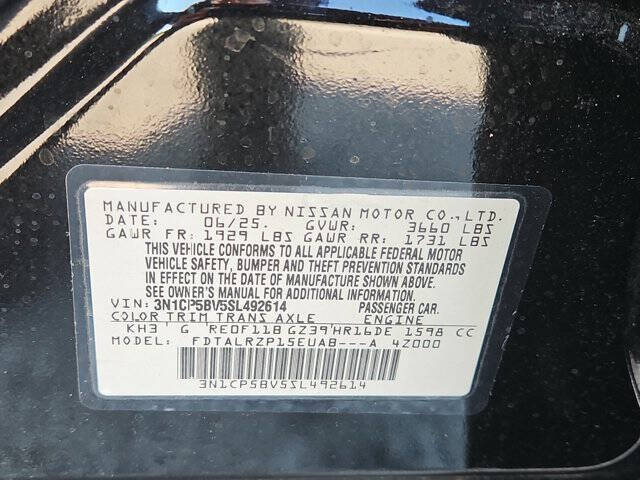 MANUFACTURED BY NISSAN MOTOR CO., LTD.
DATE: 06/25. GVWR: 3660 LBS
GAWR FR: 1929 LBS GAWR RR: 1731 LBS
THIS VEHICLE CONFORMS TO ALL APPLICABLE FEDERAL MOTOR
VEHICLE SAFETY, BUMPER AND THEFT PREVENTION STANDARDS
IN EFFECT ON THE DATE OF MANUFACTURE SHOWN ABOVE.
SEE OWNER'S MANUAL FOR ADDITIONAL INFORMATION.
VIN: 3N1CP5BV5SL492614 PASSENGER CAR.
COLOR TRIM TRANS AXLE ENGINE
KH3 G RE0F11B GZ39 HR16DE 1598 CC
MODEL: FDTALRZP15EUAB---A 4Z000
3N1CP5BV5SL492614